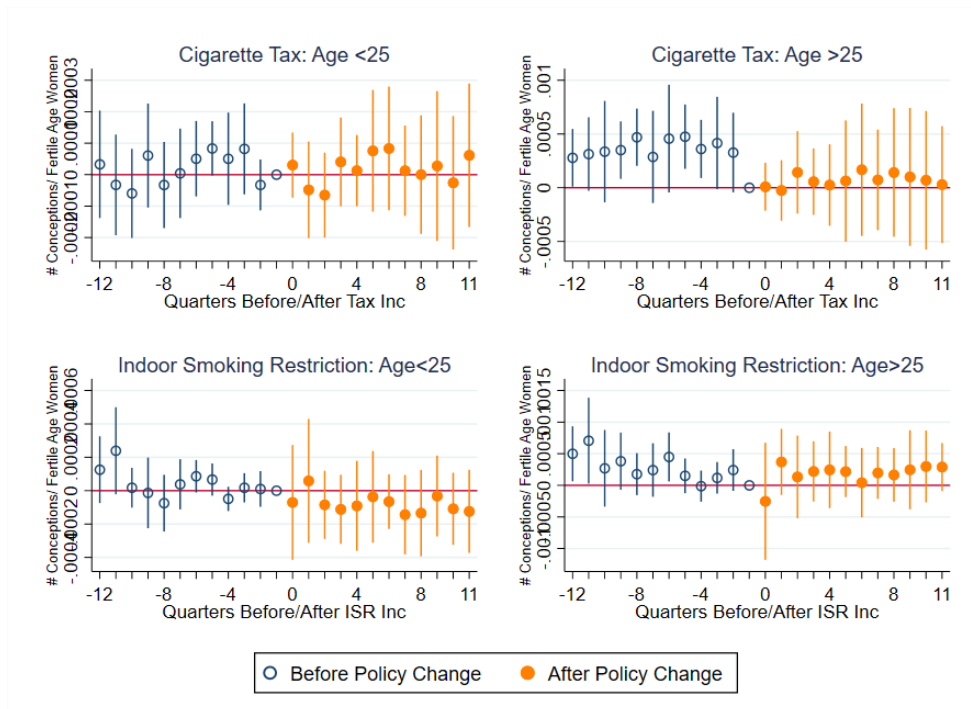 Cigarette Tax: Age <25
# Conceptions/ Fertile Age Women
-12 -8 -4 0 4 8 11
Quarters Before/After Tax Inc
Cigarette Tax: Age >25
# Conceptions/ Fertile Age Women
.001
.0005
0
-.0005
-12 -8 -4 0 4 8 11
Quarters Before/After Tax Inc
Indoor Smoking Restriction: Age<25
# Conceptions/ Fertile Age Women
-12 -8 -4 0 4 8 11
Quarters Before/After ISR Inc
Indoor Smoking Restriction: Age>25
# Conceptions/ Fertile Age Women
-12 -8 -4 0 4 8 11
Quarters Before/After ISR Inc
Before Policy Change After Policy Change